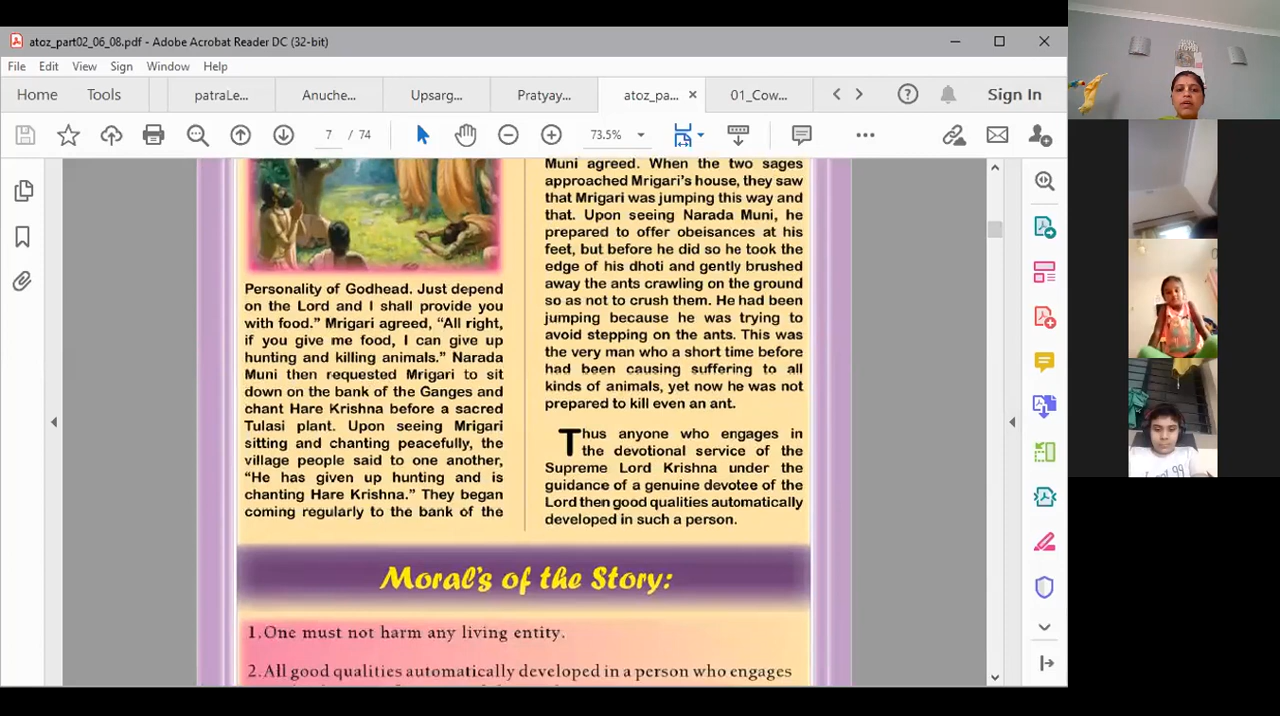 atoz_part02_06_08.pdf - Adobe Acrobat Reader DC (32-bit)
File Edit View Sign Window Help
Home Tools patraLe... Anuche... Upsarg... Pratyay... atoz_pa... 01_Cow... Sign In
7 / 74 73.5%
Personality of Godhead. Just depend
on the Lord and I shall provide you
with food.” Mrigari agreed, “All right,
if you give me food, I can give up
hunting and killing animals.” Narada
Muni then requested Mrigari to sit
down on the bank of the Ganges and
chant Hare Krishna before a sacred
Tulasi plant. Upon seeing Mrigari
sitting and chanting peacefully, the
village people said to one another,
“He has given up hunting and is
chanting Hare Krishna.” They began
coming regularly to the bank of the
Muni agreed. When the two sages
approached Mrigari's house, they saw
that Mrigari was jumping this way and
that. Upon seeing Narada Muni, he
prepared to offer obeisances at his
feet, but before he did so he took the
edge of his dhoti and gently brushed
away the ants crawling on the ground
so as not to crush them. He had been
jumping because he was trying to
avoid stepping on the ants. This was
the very man who a short time before
had been causing suffering to all
kinds of animals, yet now he was not
prepared to kill even an ant.
Thus anyone who engages in
the devotional service of the
Supreme Lord Krishna under the
guidance of a genuine devotee of the
Lord then good qualities automatically
developed in such a person.
Moral's of the Story:
1.One must not harm any living entity.
2.All good qualities automatically developed in a person who engages